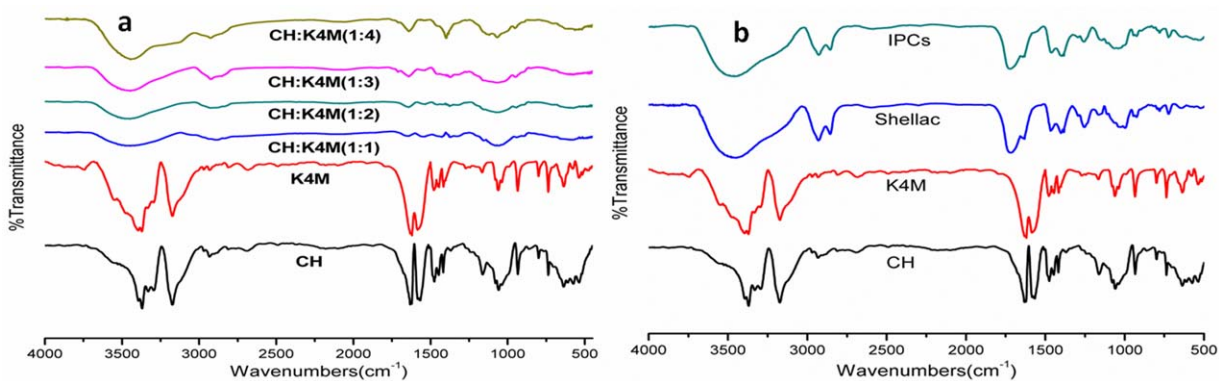 a
CH:K4M(1:4)
CH:K4M(1:3)
CH:K4M(1:2)
CH:K4M(1:1)
K4M
CH
%Transmittance
4000 3500 3000 2500 2000 1500 1000 500
Wavenumbers(cm⁻¹)
b
IPCs
Shellac
K4M
CH
%Transmittance
4000 3500 3000 2500 2000 1500 1000 500
Wavenumbers(cm⁻¹)